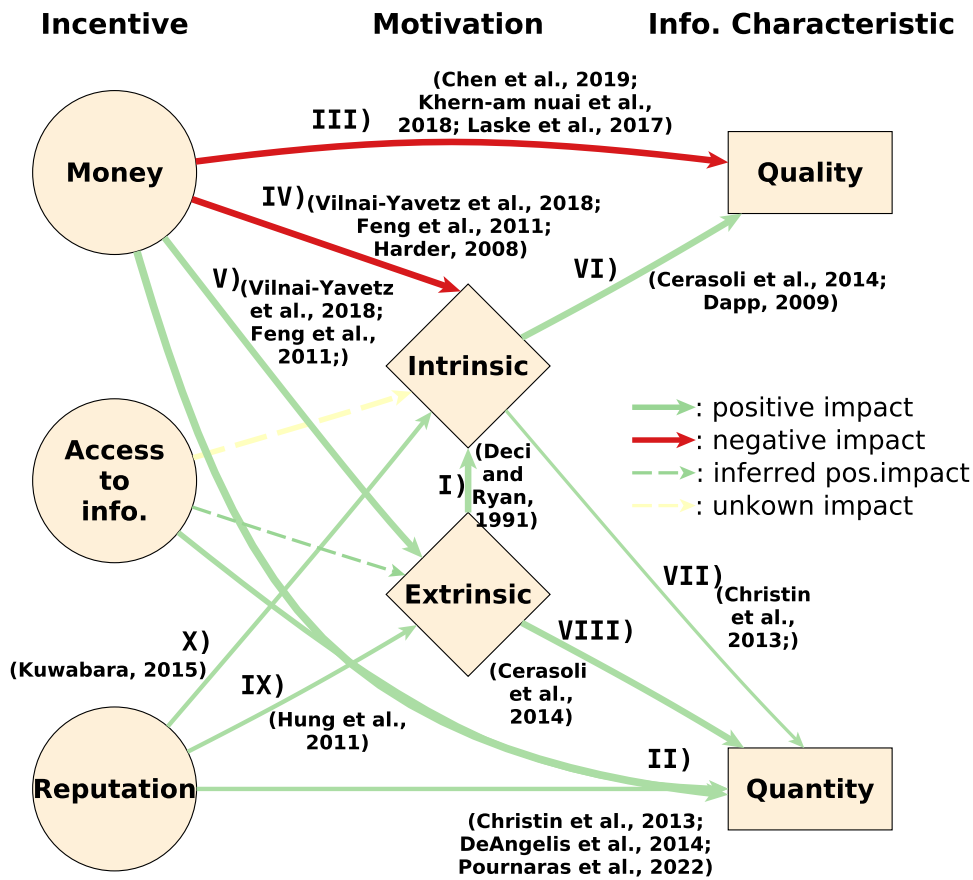 Incentive
Motivation
Info. Characteristic
(Chen et al., 2019;
Khern-am nuai et al.,
2018; Laske et al., 2017)
III)
Money
Quality
IV)
(Vilnai-Yavetz et al., 2018;
Feng et al., 2011;
Harder, 2008)
VI)
(Cerasoli et al., 2014;
Dapp, 2009)
V)
(Vilnai-Yavetz
et al., 2018;
Feng et al.,
2011;)
Intrinsic
: positive impact
: negative impact
: inferred pos.impact
: unkown impact
Access
to
info.
I)
(Deci
and
Ryan,
1991)
Extrinsic
VII)
(Christin
et al.,
2013;)
VIII)
(Cerasoli
et al.,
2014)
X)
(Kuwabara, 2015)
IX)
(Hung et al.,
2011)
Reputation
II)
Quantity
(Christin et al., 2013;
DeAngelis et al., 2014;
Pournaras et al., 2022)